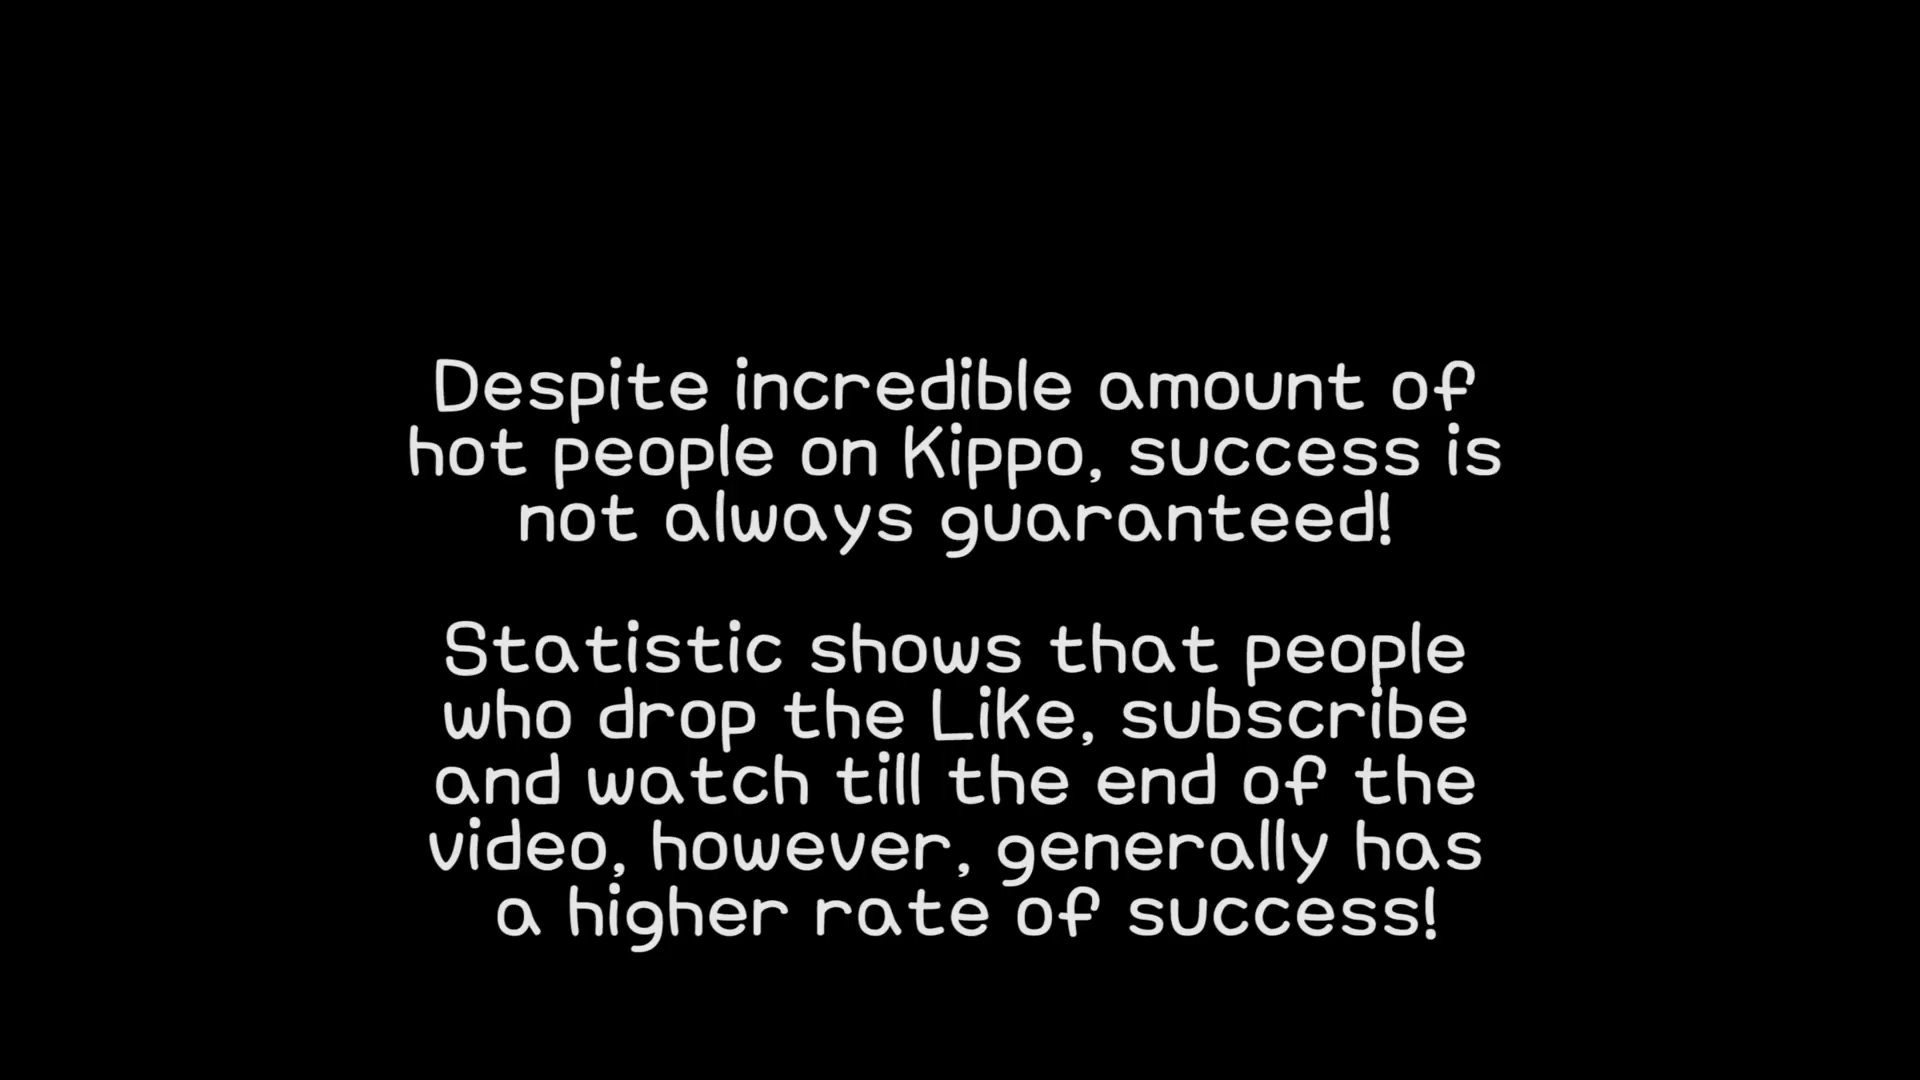 Despite incredible amount of
hot people on Kippo, success is
not always guaranteed!
Statistic shows that people
who drop the Like, subscribe
and watch till the end of the
video, however, generally has
a higher rate of success!